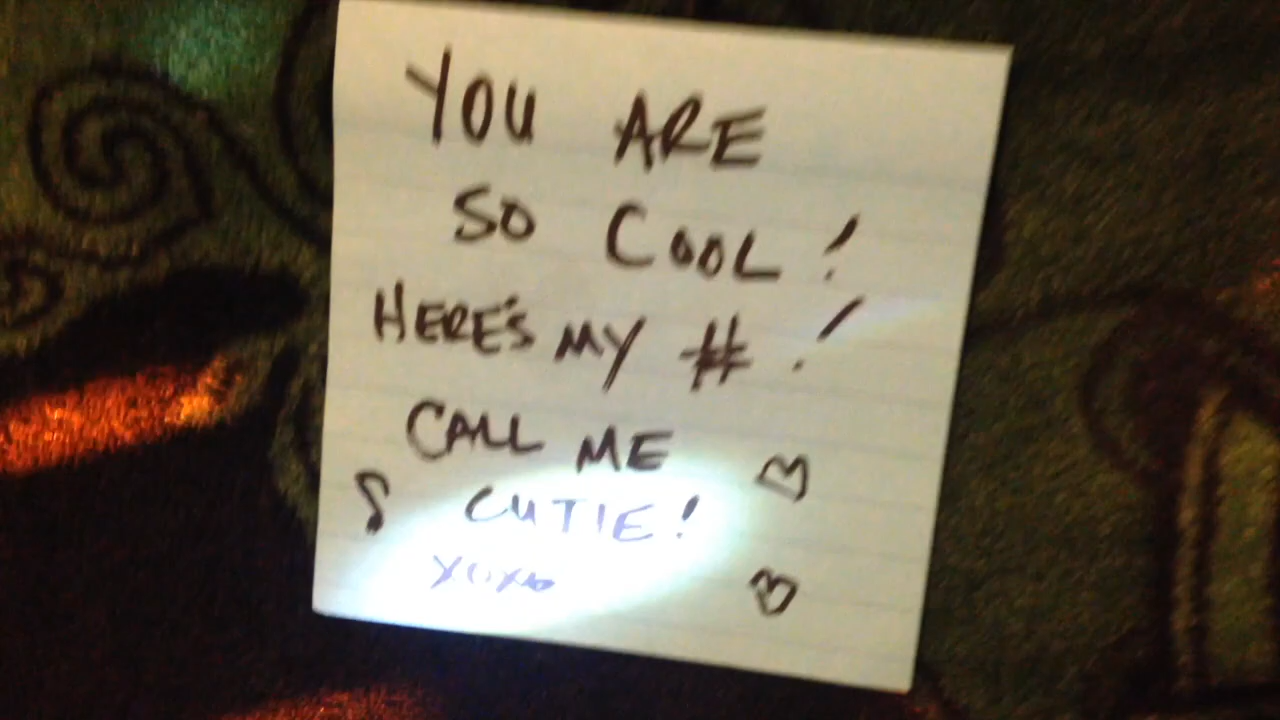 YOU ARE
SO COOL!
HERE'S MY #!
CALL ME
CUTIE!
XOXO